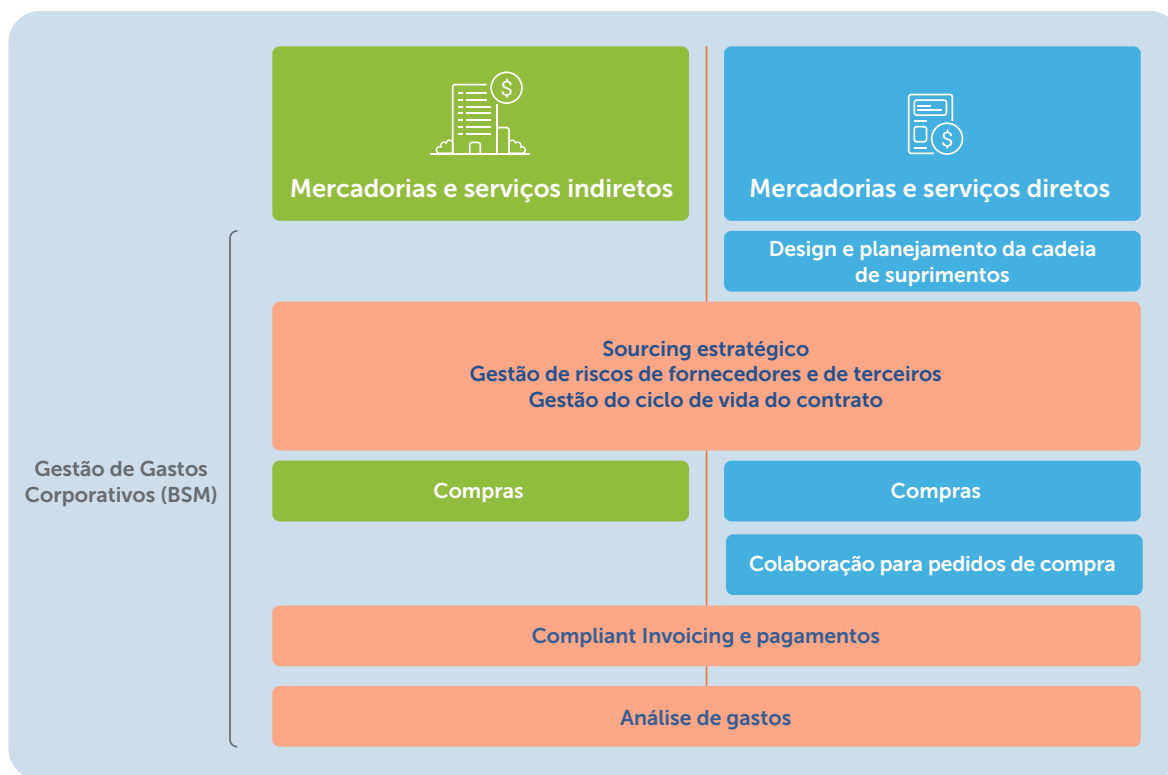 $
Mercadorias e serviços indiretos
$
Mercadorias e serviços diretos
Design e planejamento da cadeia
de suprimentos
Sourcing estratégico
Gestão de riscos de fornecedores e de terceiros
Gestão do ciclo de vida do contrato
Gestão de Gastos
Corporativos (BSM)
Compras
Compras
Colaboração para pedidos de compra
Compliant Invoicing e pagamentos
Análise de gastos